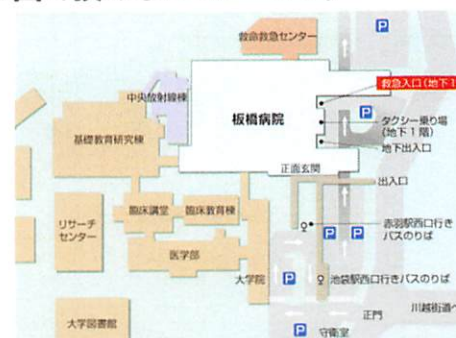 P
救命救急センター
救急入口(地下1
中央放射線棟
P
板橋病院
タクシー乗り場
(地下1階)
基礎教育研究棟
地下出入口
正面玄関
出入口
臨床講堂
臨床教育棟
リサーチ
センター
赤羽駅西口行き
バスのりば
P
P
医学部
大学院
P
池袋駅西口行きバスのりば
川越街道へ
正門
大学図書館
P
守衛室